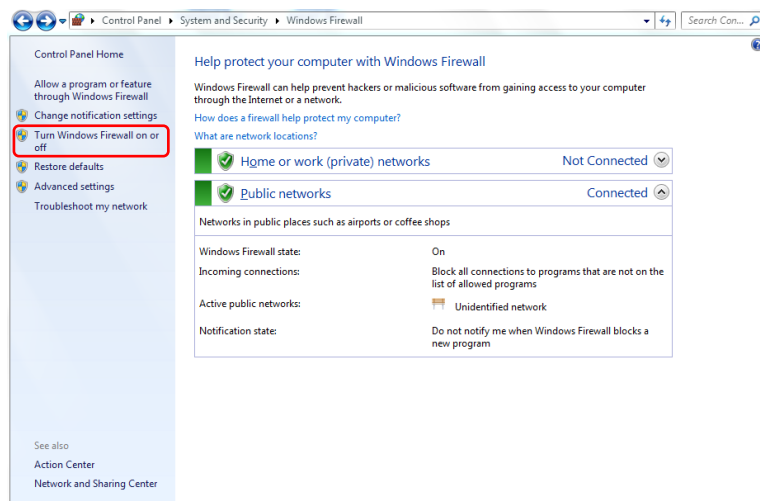 Control Panel ▸ System and Security ▸ Windows Firewall
Search Con...
Control Panel Home
Allow a program or feature
through Windows Firewall
Change notification settings
Turn Windows Firewall on or
off
Restore defaults
Advanced settings
Troubleshoot my network
See also
Action Center
Network and Sharing Center
Help protect your computer with Windows Firewall
Windows Firewall can help prevent hackers or malicious software from gaining access to your computer
through the Internet or a network.
How does a firewall help protect my computer?
What are network locations?
Home or work (private) networks Not Connected
Public networks Connected
Networks in public places such as airports or coffee shops
Windows Firewall state: On
Incoming connections: Block all connections to programs that are not on the
list of allowed programs
Active public networks: Unidentified network
Notification state: Do not notify me when Windows Firewall blocks a
new program